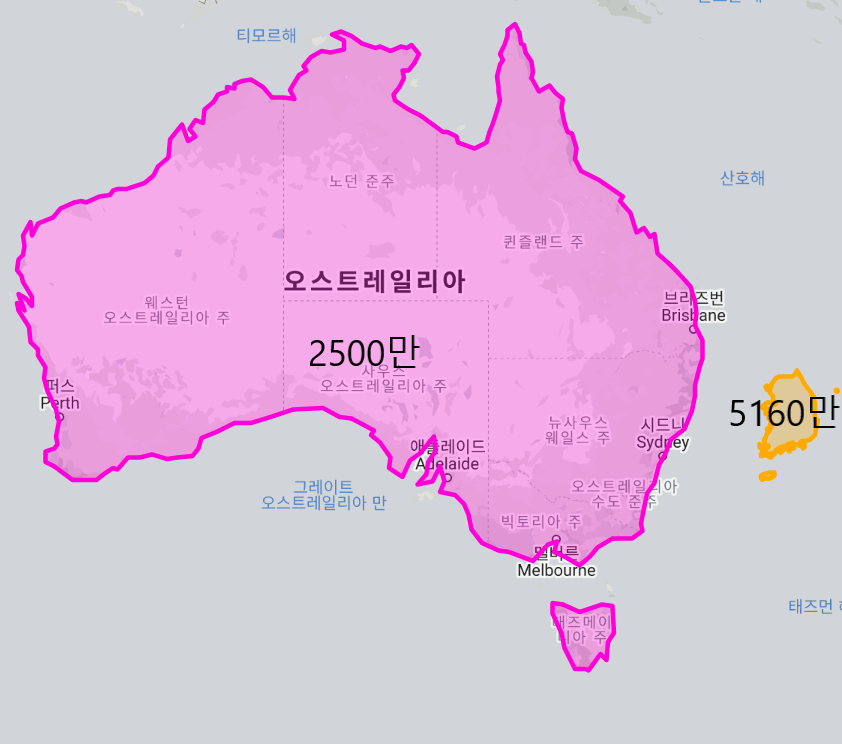 티모르해
산호해
노던 준주
퀸즐랜드 주
오스트레일리아
웨스턴
오스트레일리아 주
브리즈번
Brisbane
2500만
사우스
오스트레일리아 주
퍼스
Perth
5160만
뉴사우스
웨일스 주
시드니
Sydney
애들레이드
Adelaide
그레이트
오스트레일리아 만
오스트레일리아
수도 준주
빅토리아 주
멜버른
Melbourne
태즈메이
니아 주
태즈먼